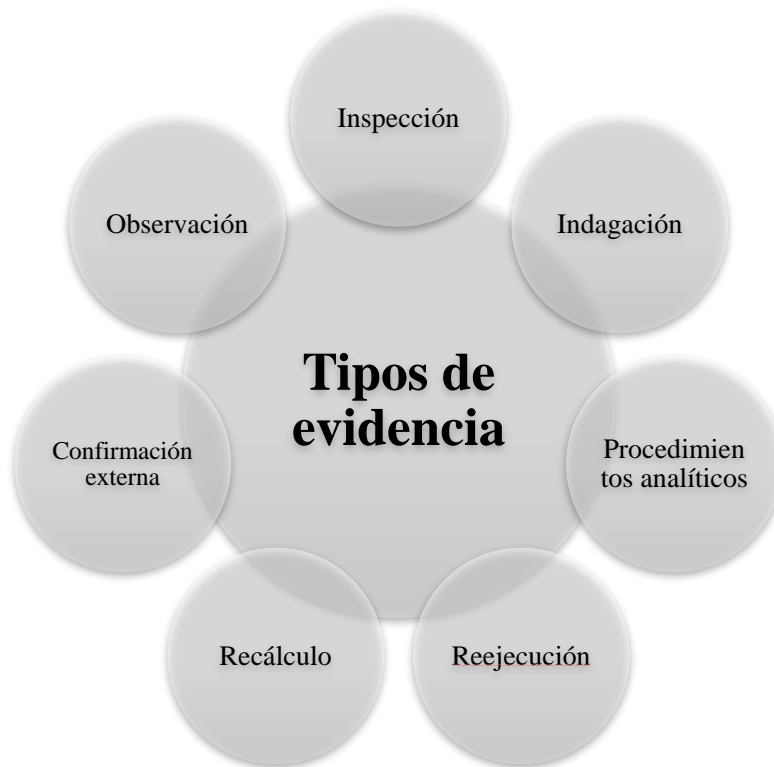 Inspección
Observación
Indagación
Tipos de
evidencia
Confirmación
externa
Procedimien
tos analíticos
Recálculo
Reejecución